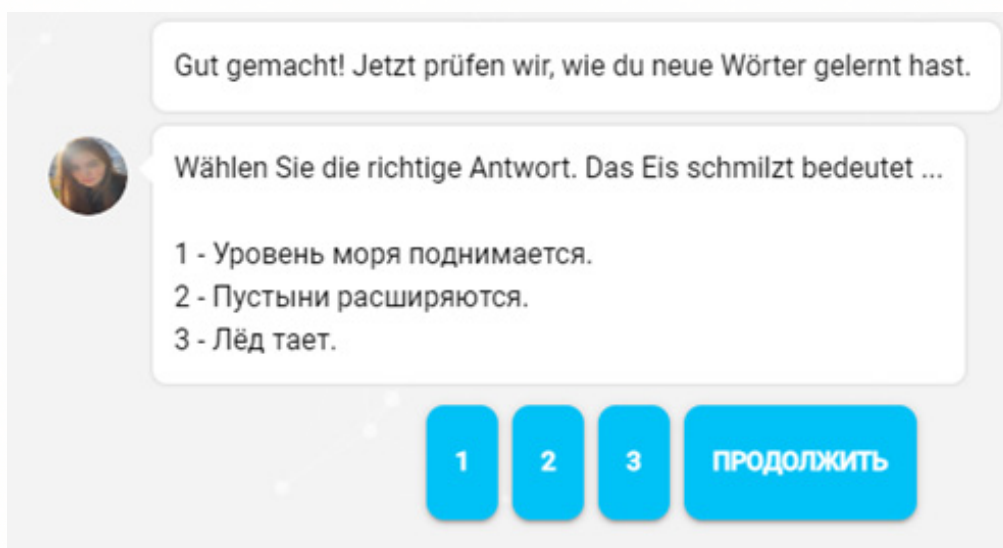 Gut gemacht! Jetzt prüfen wir, wie du neue Wörter gelernt hast.
Wählen Sie die richtige Antwort. Das Eis schmilzt bedeutet ...
1 - Уровень моря поднимается.
2 - Пустыни расширяются.
3 - Лёд тает.
1 2 3 ПРОДОЛЖИТЬ